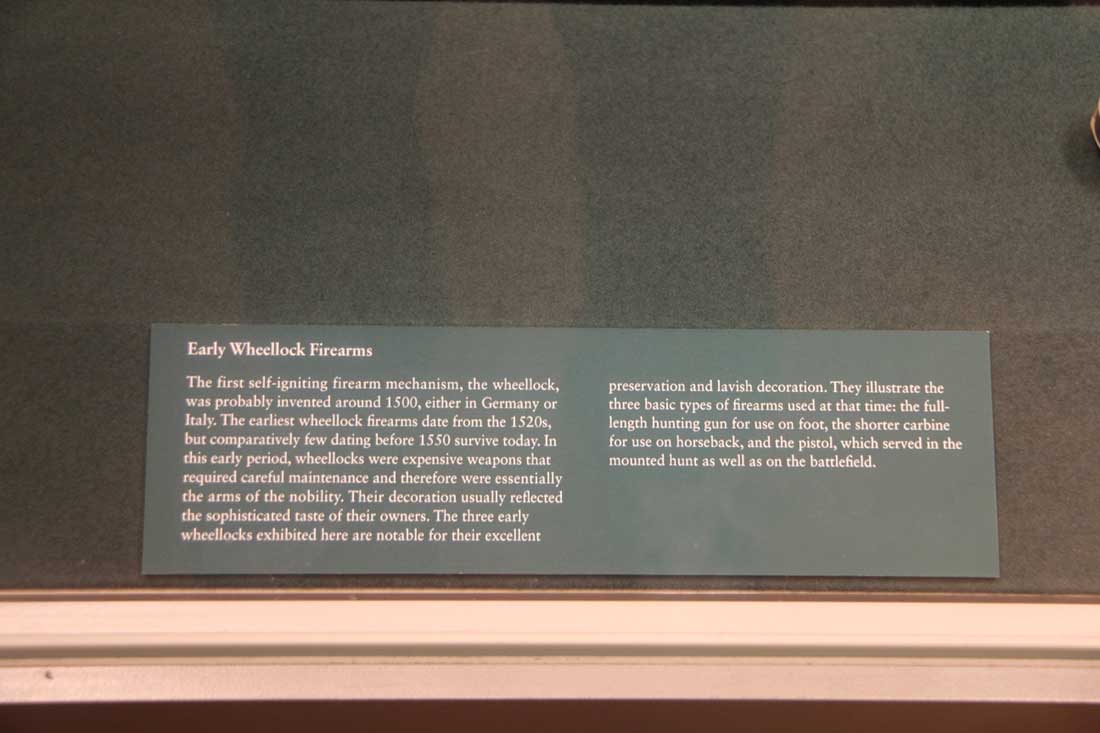 Early Wheellock Firearms
The first self-igniting firearm mechanism, the wheellock,
was probably invented around 1500, either in Germany or
Italy. The earliest wheellock firearms date from the 1520s,
but comparatively few dating before 1550 survive today. In
this early period, wheellocks were expensive weapons that
required careful maintenance and therefore were essentially
the arms of the nobility. Their decoration usually reflected
the sophisticated taste of their owners. The three early
wheellocks exhibited here are notable for their excellent
preservation and lavish decoration. They illustrate the
three basic types of firearms used at that time: the full-
length hunting gun for use on foot, the shorter carbine
for use on horseback, and the pistol, which served in the
mounted hunt as well as on the battlefield.